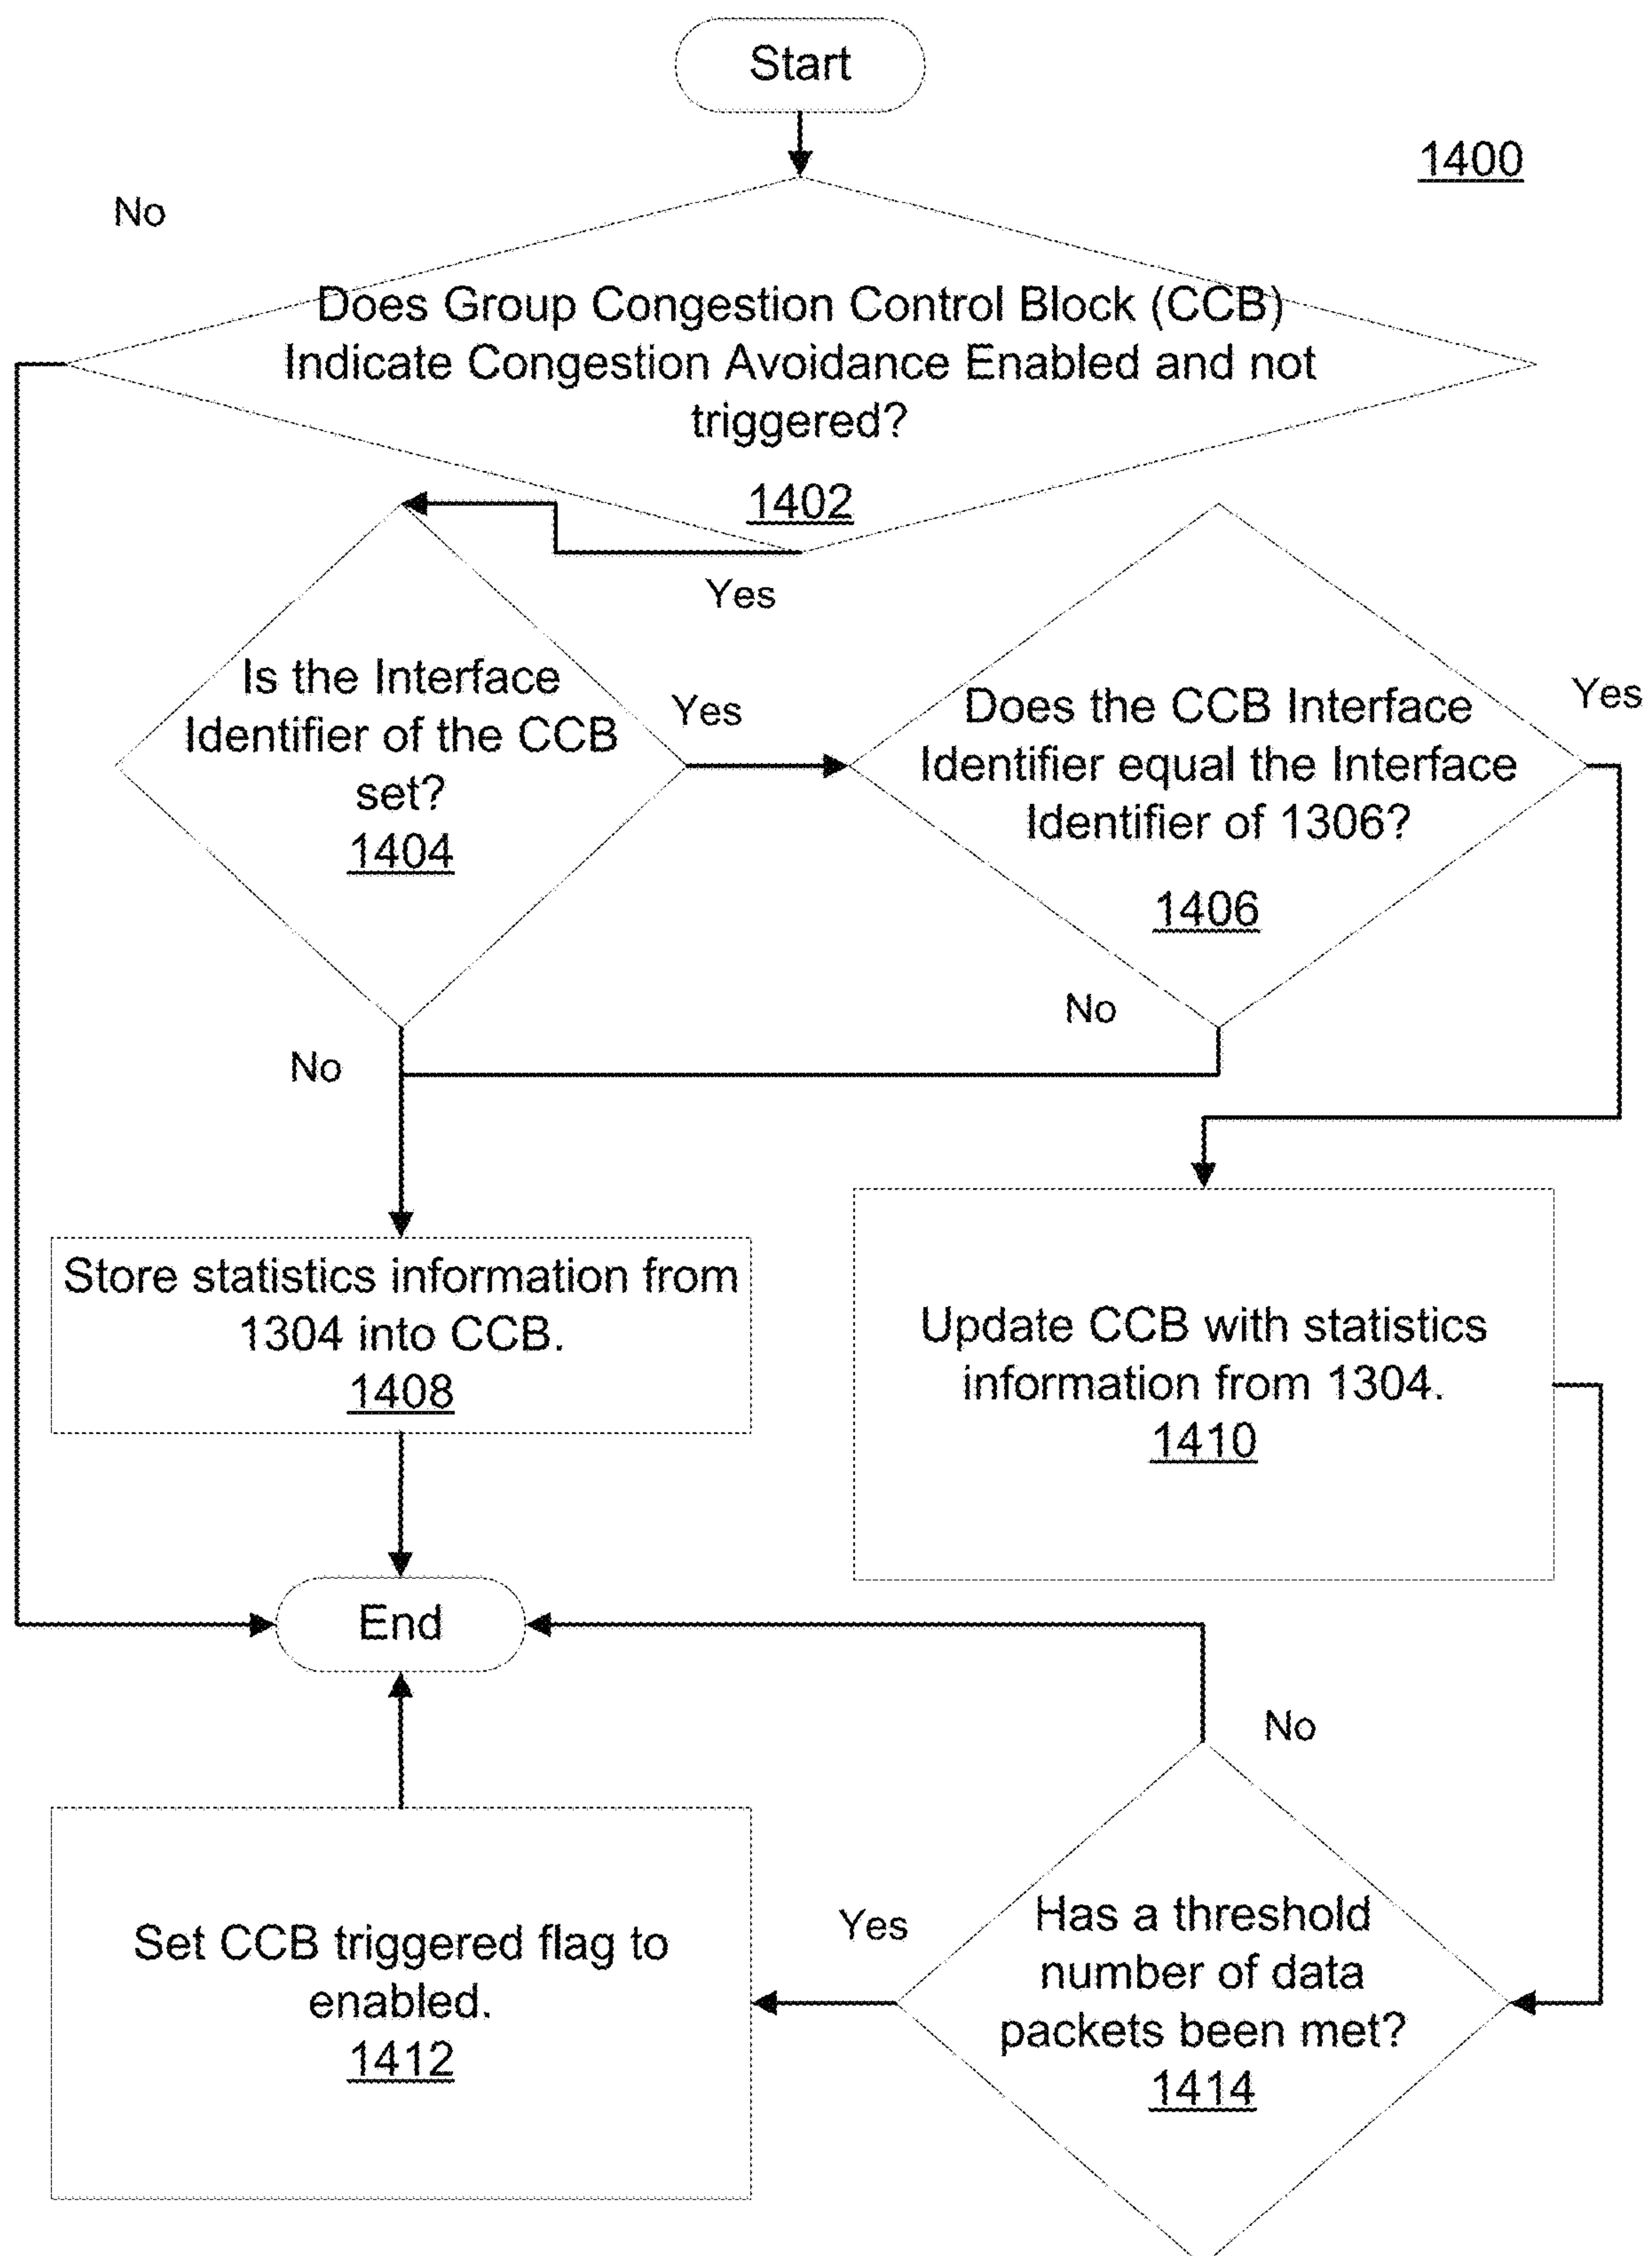 Start
1400
No
Does Group Congestion Control Block (CCB)
Indicate Congestion Avoidance Enabled and not
triggered?
1402
Yes
Is the Interface
Identifier of the CCB
set?
1404
Yes
Does the CCB Interface
Identifier equal the Interface
Identifier of 1306?
1406
Yes
No
No
Store statistics information from
1304 into CCB.
1408
Update CCB with statistics
information from 1304.
1410
End
No
Set CCB triggered flag to
enabled.
1412
Yes
Has a threshold
number of data
packets been met?
1414